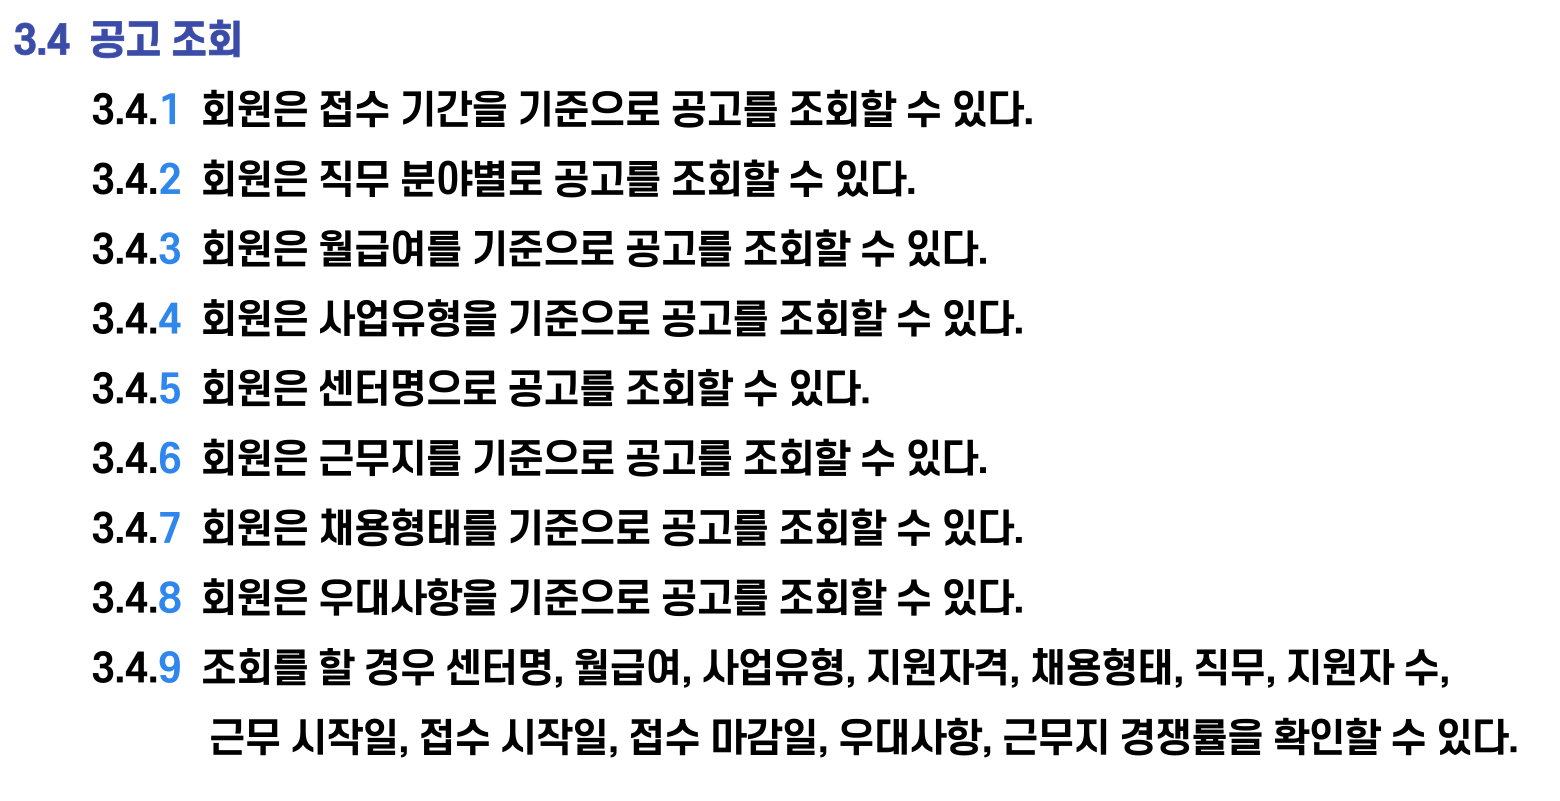 3.4 공고 조회
3.4.1 회원은 접수 기간을 기준으로 공고를 조회할 수 있다.
3.4.2 회원은 직무 분야별로 공고를 조회할 수 있다.
3.4.3 회원은 월급여를 기준으로 공고를 조회할 수 있다.
3.4.4 회원은 사업유형을 기준으로 공고를 조회할 수 있다.
3.4.5 회원은 센터명으로 공고를 조회할 수 있다.
3.4.6 회원은 근무지를 기준으로 공고를 조회할 수 있다.
3.4.7 회원은 채용형태를 기준으로 공고를 조회할 수 있다.
3.4.8 회원은 우대사항을 기준으로 공고를 조회할 수 있다.
3.4.9 조회를 할 경우 센터명, 월급여, 사업유형, 지원자격, 채용형태, 직무, 지원자 수,
근무 시작일, 접수 시작일, 접수 마감일, 우대사항, 근무지 경쟁률을 확인할 수 있다.